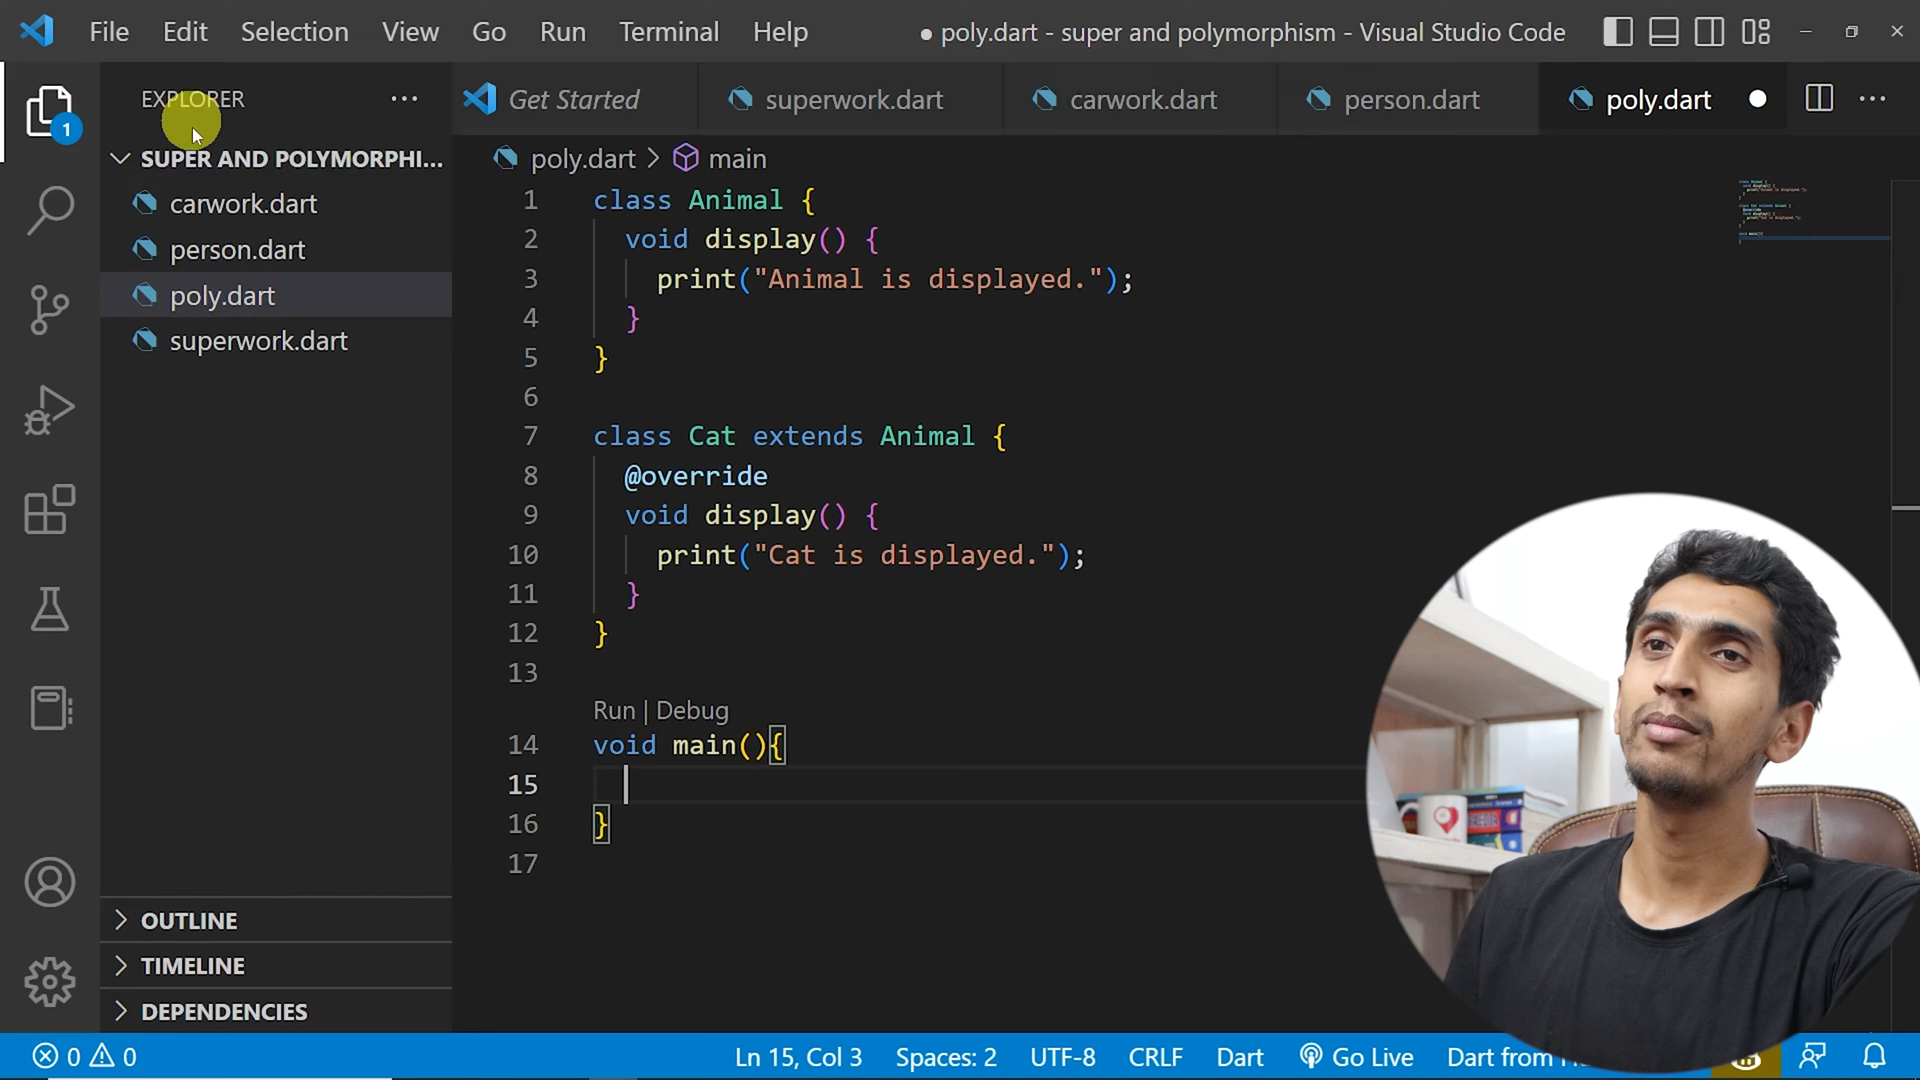 File Edit Selection View Go Run Terminal Help ● poly.dart - super and polymorphism - Visual Studio Code
EXPLORER ...
Get Started superwork.dart carwork.dart person.dart poly.dart
1
SUPER AND POLYMORPHI...
poly.dart > main
carwork.dart
person.dart
poly.dart
superwork.dart
1 class Animal {
2 void display() {
3 print("Animal is displayed.");
4 }
5 }
6
7 class Cat extends Animal {
8 @override
9 void display() {
10 print("Cat is displayed.");
11 }
12 }
13
Run | Debug
14 void main(){
15
16 }
17
OUTLINE
TIMELINE
DEPENDENCIES
0 0 Ln 15, Col 3 Spaces: 2 UTF-8 CRLF Dart Go Live Dart from